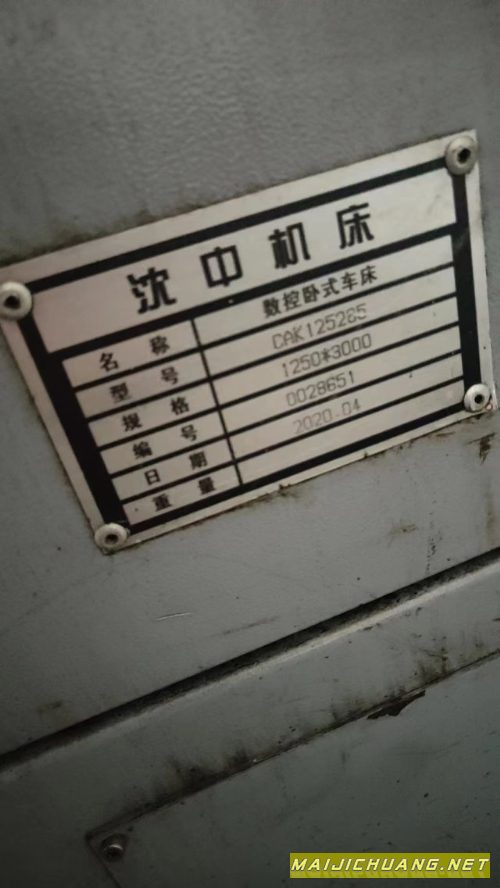 沈中机床
名称 数控卧式车床
型号 CAK125285
规格 1250*3000
编号 0028651
日期 2020.04
重量
MAIJICHUANG.NET